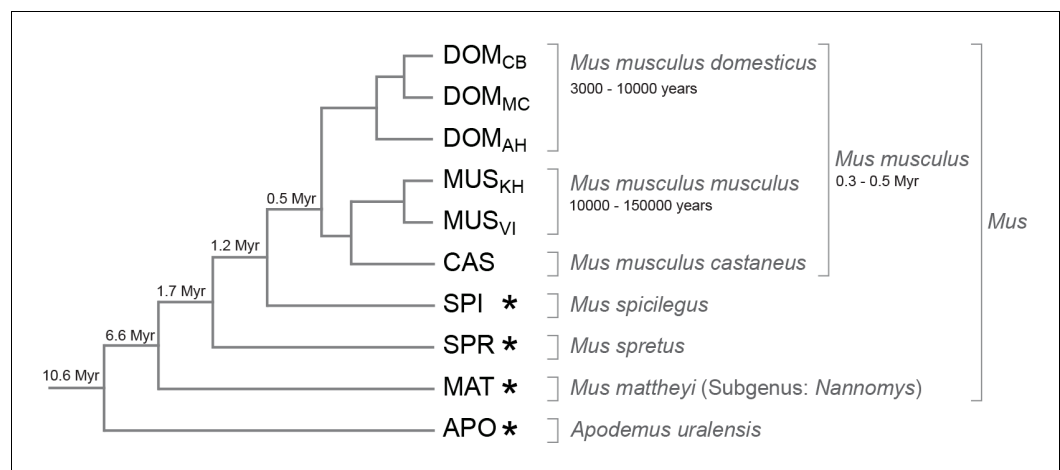 DOMCB
Mus musculus domesticus
3000 - 10000 years
DOMMC
DOMAH
Mus musculus
0.3 - 0.5 Myr
MUSKH
Mus musculus musculus
10000 - 150000 years
0.5 Myr
MUSVI
Mus
1.2 Myr
CAS
Mus musculus castaneus
1.7 Myr
SPI *
Mus spicilegus
6.6 Myr
SPR *
Mus spretus
10.6 Myr
MAT *
Mus mattheyi (Subgenus: Nannomys)
APO *
Apodemus uralensis